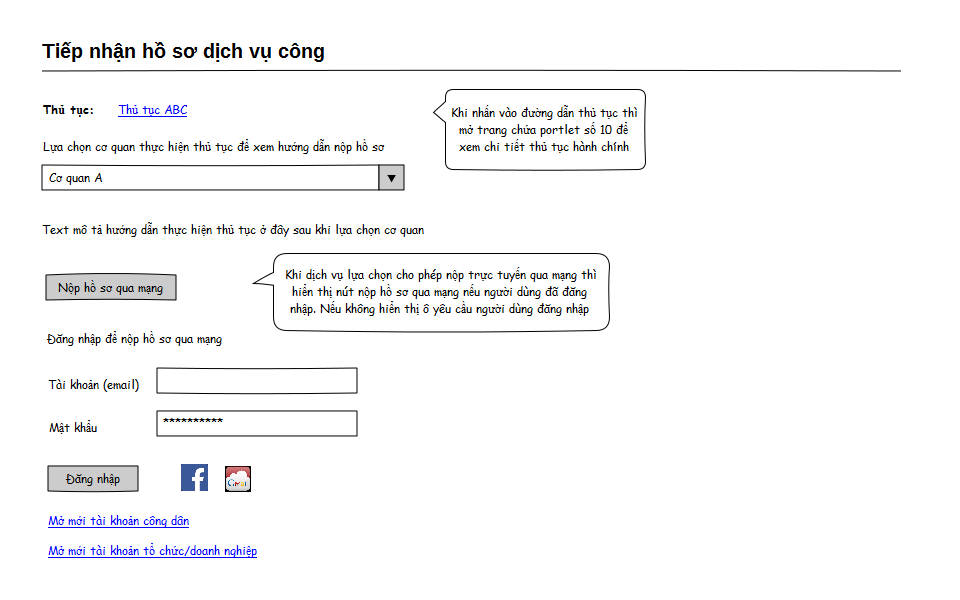 Tiếp nhận hồ sơ dịch vụ công
Thủ tục: Thủ tục ABC
Khi nhấn vào đường dẫn thủ tục thì
mở trang chứa portlet số 10 để
xem chi tiết thủ tục hành chính
Lựa chọn cơ quan thực hiện thủ tục để xem hướng dẫn nộp hồ sơ
Cơ quan A
Text mô tả hướng dẫn thực hiện thủ tục ở đây sau khi lựa chọn cơ quan
Nộp hồ sơ qua mạng
Khi dịch vụ lựa chọn cho phép nộp trực tuyến qua mạng thì
hiển thị nút nộp hồ sơ qua mạng nếu người dùng đã đăng
nhập. Nếu không hiển thị ô yêu cầu người dùng đăng nhập
Đăng nhập để nộp hồ sơ qua mạng
Tài khoản (email)
Mật khẩu
**********
Đăng nhập
f
Gmail
Mở mới tài khoản công dân
Mở mới tài khoản tổ chức/doanh nghiệp